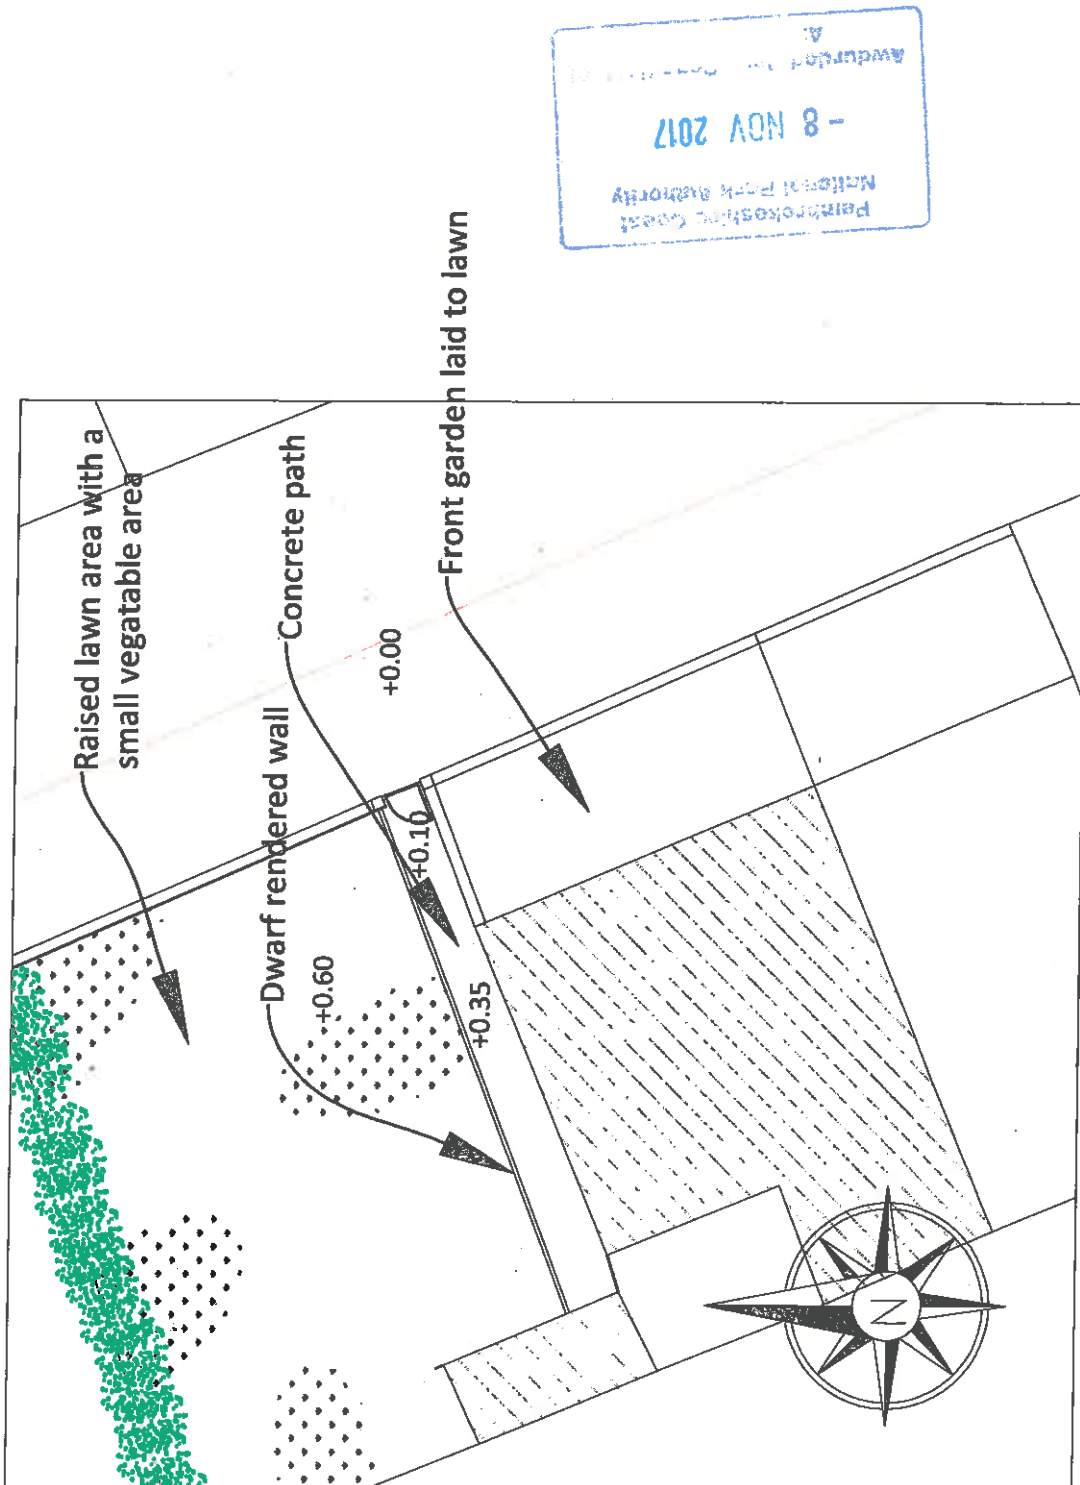 Raised lawn area with a
small vegatable area
Concrete path
Dwarf rendered wall
Front garden laid to lawn
+0.00
+0.10
+0.60
+0.35
N
Pembrokeshire Coast
National Park Authority
- 8 NOV 2017
Awdurdod